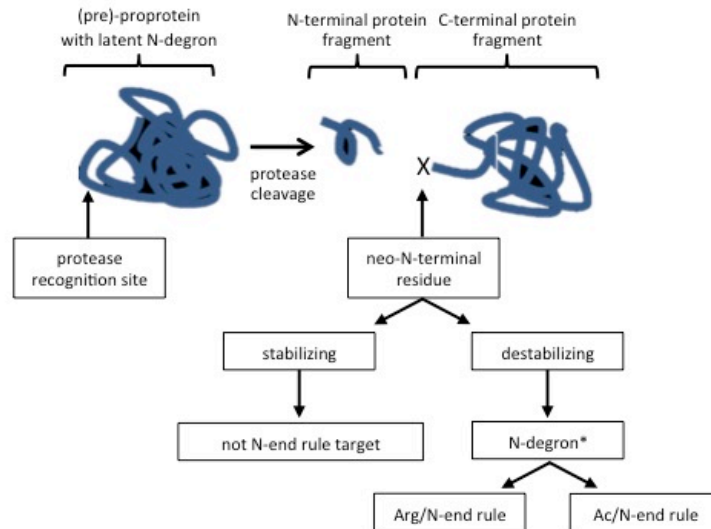 (pre)-proprotein
with latent N-degron
N-terminal protein
fragment
C-terminal protein
fragment
protease
cleavage
X
protease
recognition site
neo-N-terminal
residue
stabilizing
destabilizing
not N-end rule target
N-degron*
Arg/N-end rule
Ac/N-end rule